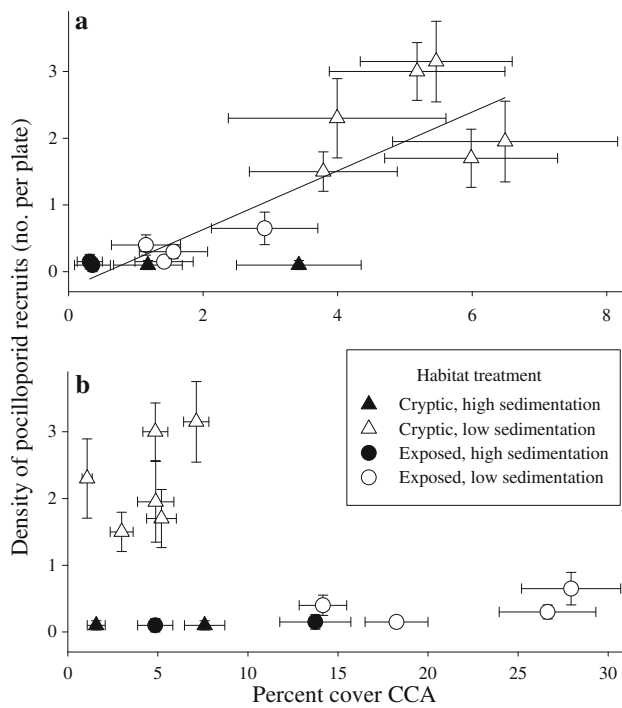 a
3
2
1
0
0
2
4
6
8
Density of pocilloporid recruits (no. per plate)
b
3
2
1
0
Habitat treatment
Cryptic, high sedimentation
Cryptic, low sedimentation
Exposed, high sedimentation
Exposed, low sedimentation
0
5
10
15
20
25
30
Percent cover CCA